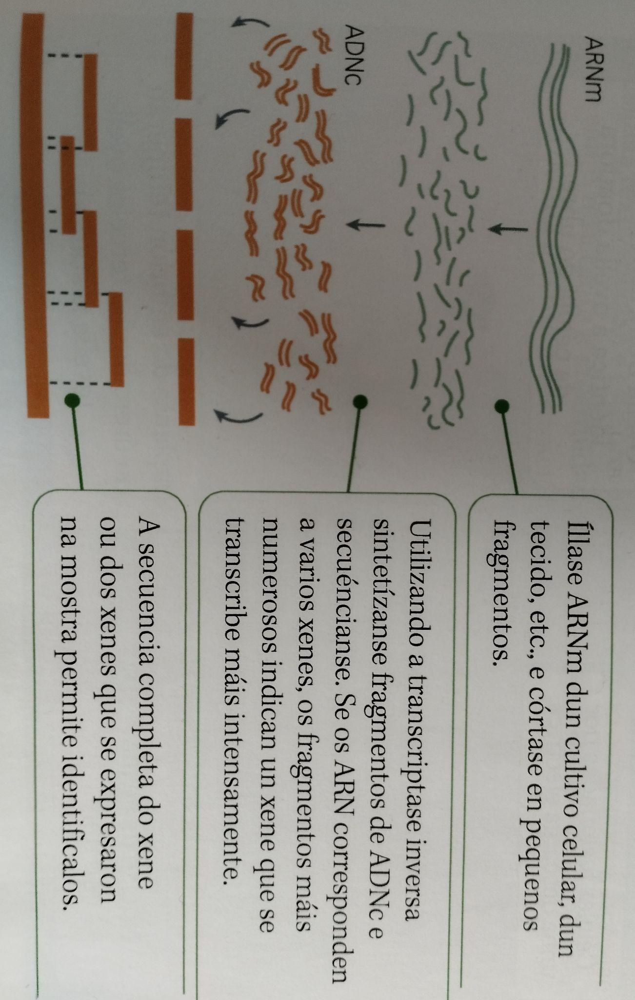 ARNm
Íllase ARNm dun cultivo celular, dun
tecido, etc., e córtase en pequenos
fragmentos.
ADNc
Utilizando a transcriptase inversa
sintetízanse fragmentos de ADNc e
secuéncianse. Se os ARN corresponden
a varios xenes, os fragmentos máis
numerosos indican un xene que se
transcribe máis intensamente.
A secuencia completa do xene
ou dos xenes que se expresaron
na mostra permite identificalos.